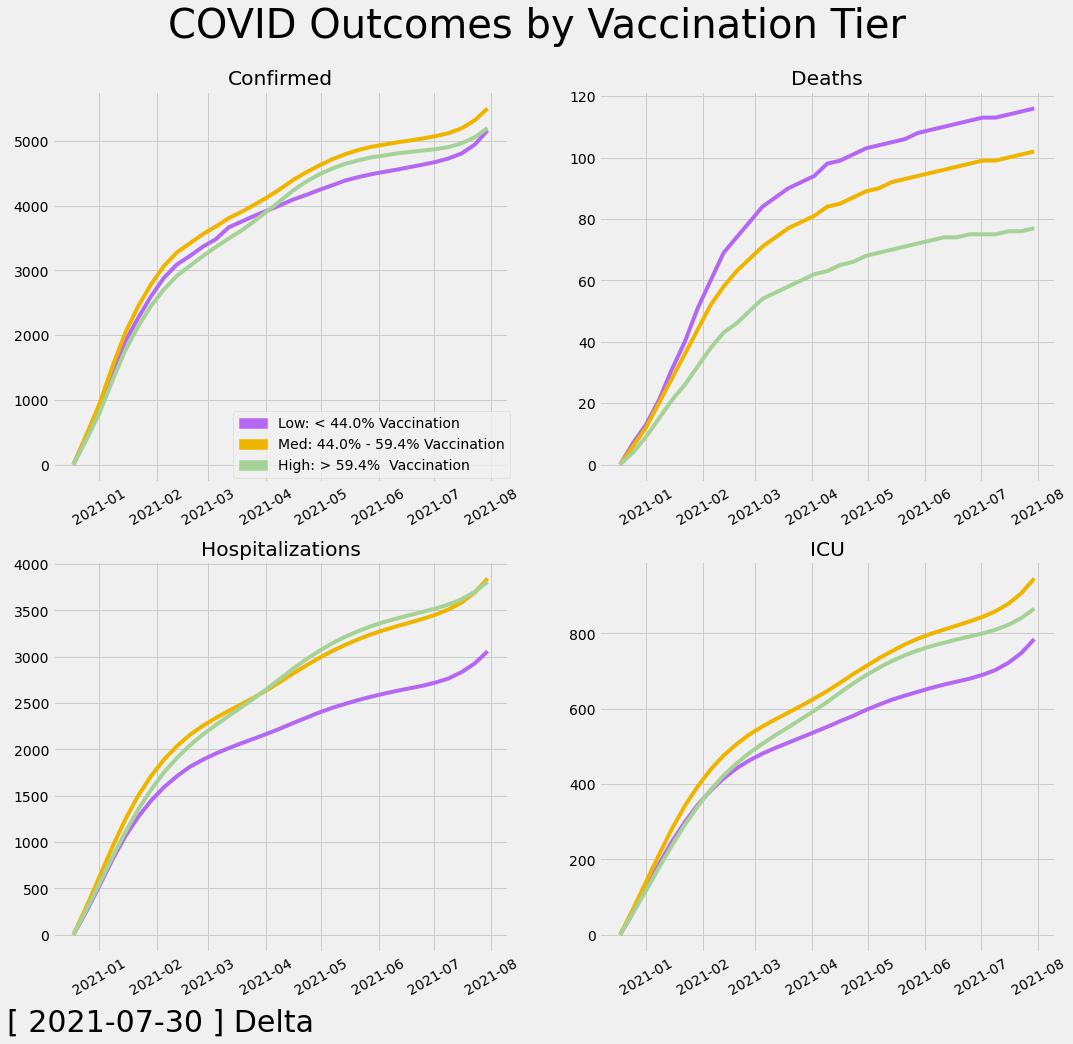 COVID Outcomes by Vaccination Tier
Confirmed
5000
4000
3000
2000
1000
0
Low: < 44.0% Vaccination
Med: 44.0% - 59.4% Vaccination
High: > 59.4%  Vaccination
2021-01 2021-02 2021-03 2021-04 2021-05 2021-06 2021-07 2021-08
Deaths
120
100
80
60
40
20
0
2021-01 2021-02 2021-03 2021-04 2021-05 2021-06 2021-07 2021-08
Hospitalizations
4000
3500
3000
2500
2000
1500
1000
500
0
2021-01 2021-02 2021-03 2021-04 2021-05 2021-06 2021-07 2021-08
ICU
800
600
400
200
0
2021-01 2021-02 2021-03 2021-04 2021-05 2021-06 2021-07 2021-08
[ 2021-07-30 ] Delta